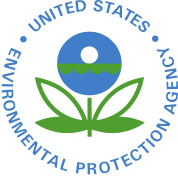 UNITED STATES
ENVIRONMENTAL PROTECTION AGENCY